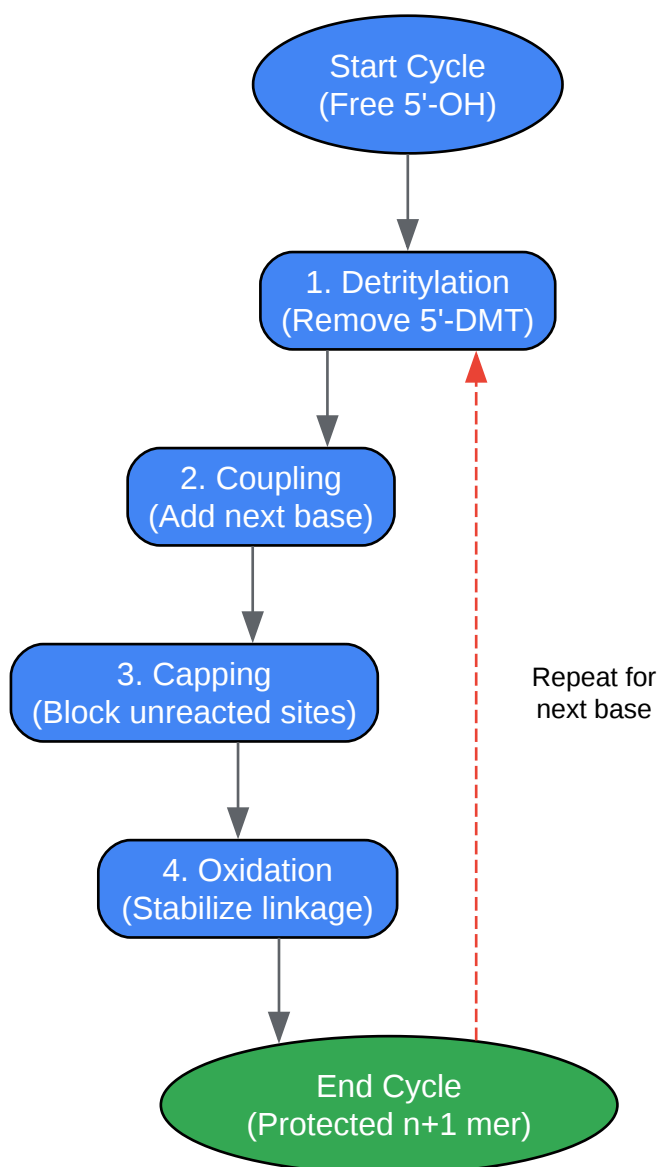 Start Cycle
(Free 5'-OH)
1. Detritylation
(Remove 5'-DMT)
2. Coupling
(Add next base)
3. Capping
(Block unreacted sites)
Repeat for
next base
4. Oxidation
(Stabilize linkage)
End Cycle
(Protected n+1 mer)